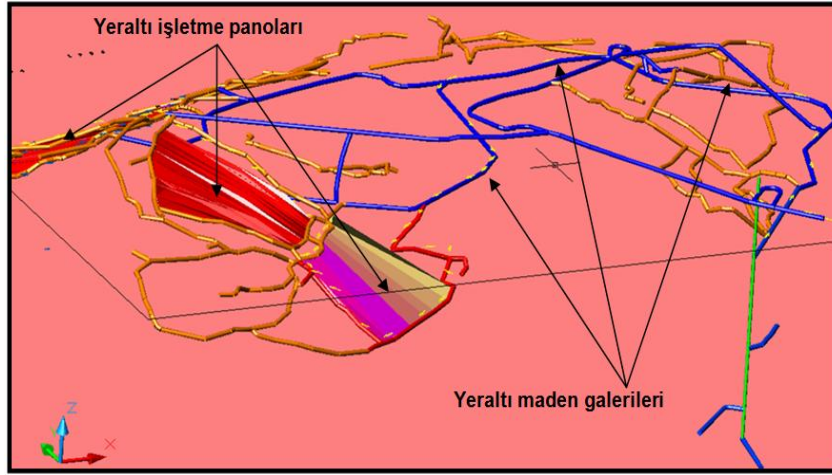 Yeraltı işletme panoları
Yeraltı maden galerileri
Z
X